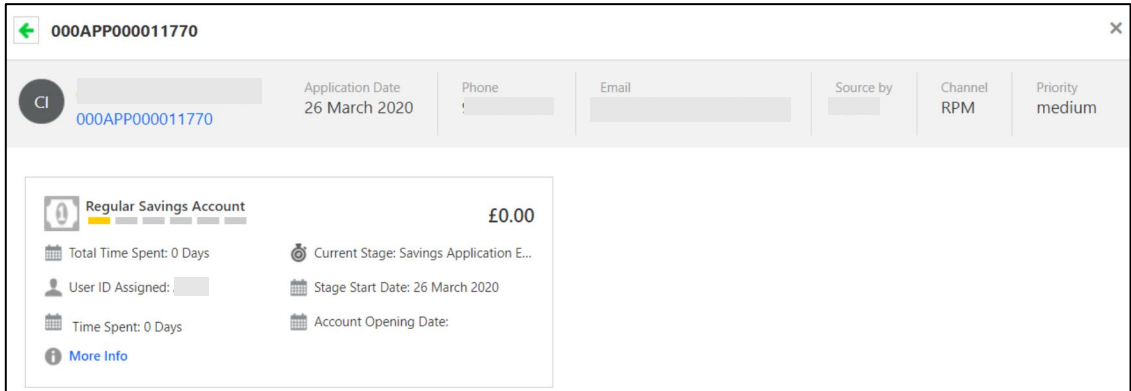 000APP000011770
CI
000APP000011770
Application Date
26 March 2020
Phone
Email
Source by
Channel
RPM
Priority
medium
Regular Savings Account
£0.00
Total Time Spent: 0 Days
Current Stage: Savings Application E...
User ID Assigned:
Stage Start Date: 26 March 2020
Time Spent: 0 Days
Account Opening Date:
More Info